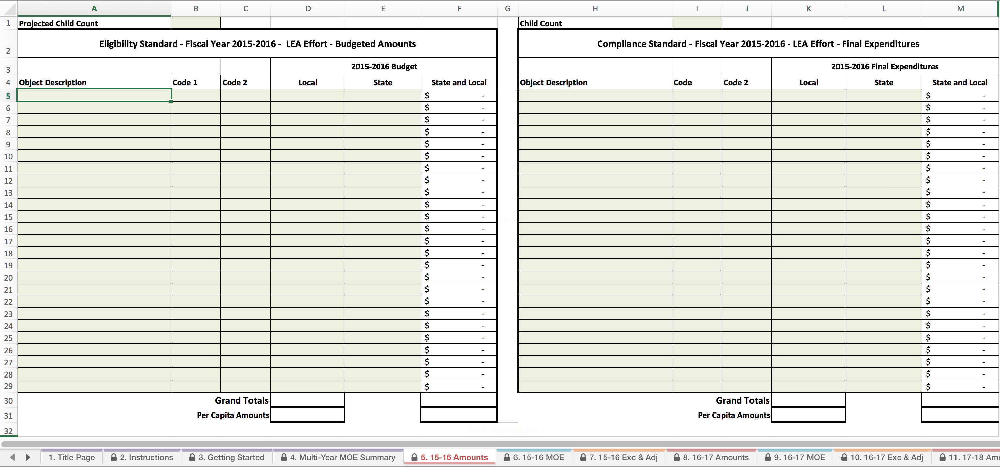 A B C D E F G H I J K L M
1 Projected Child Count Child Count
2 Eligibility Standard - Fiscal Year 2015-2016 - LEA Effort - Budgeted Amounts Compliance Standard - Fiscal Year 2015-2016 - LEA Effort - Final Expenditures
3 2015-2016 Budget 2015-2016 Final Expenditures
4 Object Description Code 1 Code 2 Local State State and Local Object Description Code Code 2 Local State State and Local
5 $ - $ -
6 $ - $ -
7 $ - $ -
8 $ - $ -
9 $ - $ -
10 $ - $ -
11 $ - $ -
12 $ - $ -
13 $ - $ -
14 $ - $ -
15 $ - $ -
16 $ - $ -
17 $ - $ -
18 $ - $ -
19 $ - $ -
20 $ - $ -
21 $ - $ -
22 $ - $ -
23 $ - $ -
24 $ - $ -
25 $ - $ -
26 $ - $ -
27 $ - $ -
28 $ - $ -
29 $ - $ -
30 Grand Totals Grand Totals
31 Per Capita Amounts Per Capita Amounts
32
1. Title Page 2. Instructions 3. Getting Started 4. Multi-Year MOE Summary 5. 15-16 Amounts 6. 15-16 MOE 7. 15-16 Exc & Adj 8. 16-17 Amounts 9. 16-17 MOE 10. 16-17 Exc & Adj 11. 17-18